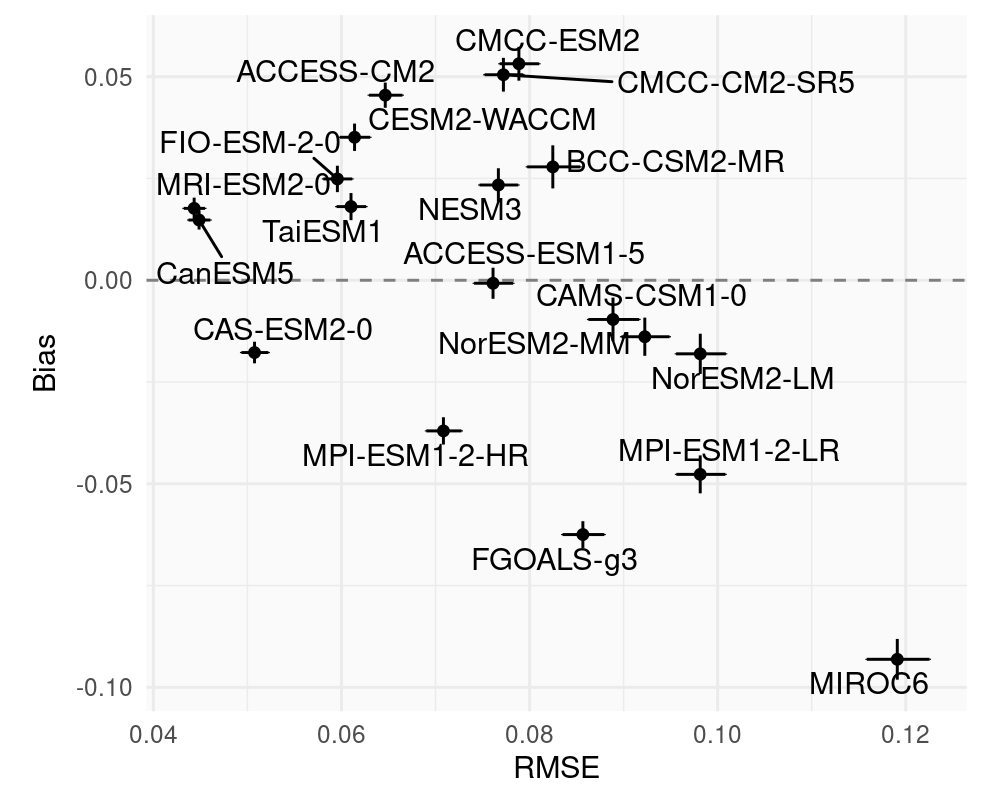 CMCC-ESM2
ACCESS-CM2
0.05
CMCC-CM2-SR5
CESM2-WACCM
FIO-ESM-2-0
BCC-CSM2-MR
MRI-ESM2-0
NESM3
TaiESM1
ACCESS-ESM1-5
CanESM5
0.00
CAMS-CSM1-0
CAS-ESM2-0
NorESM2-MM
Bias
NorESM2-LM
MPI-ESM1-2-HR
MPI-ESM1-2-LR
-0.05
FGOALS-g3
MIROC6
-0.10
0.04 0.06 0.08 0.10 0.12
RMSE